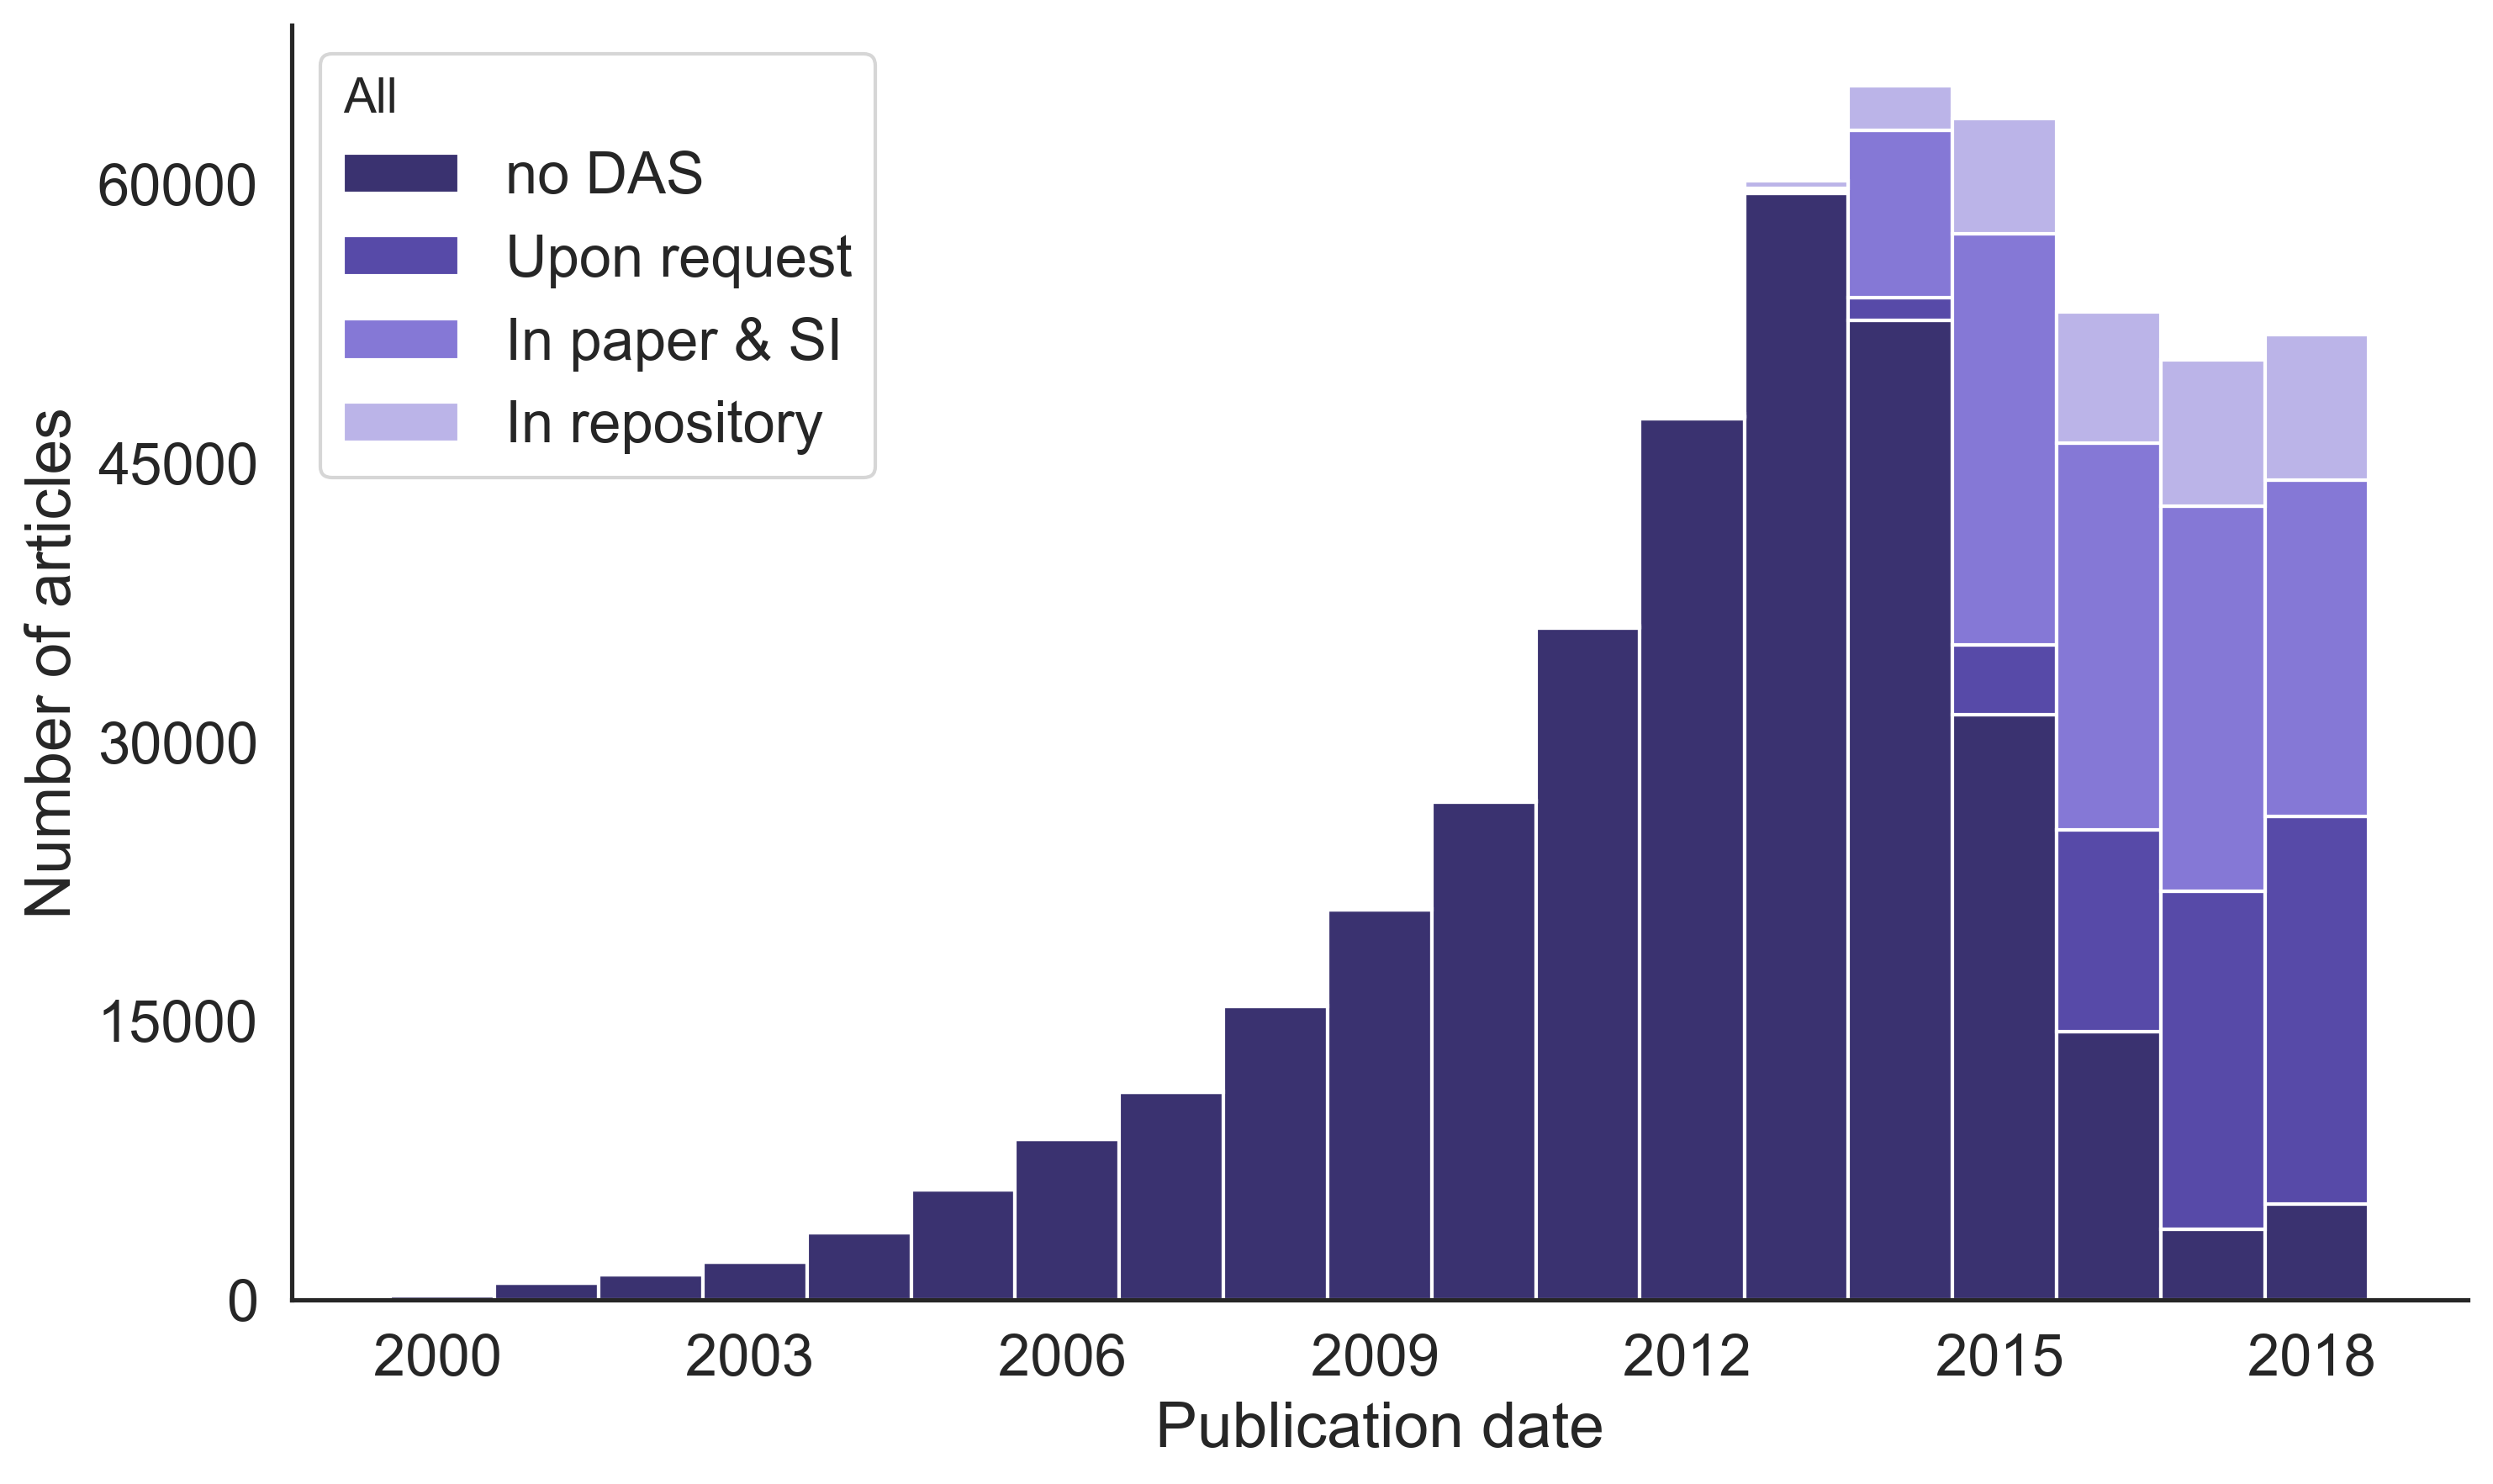 All
no DAS
Upon request
In paper & SI
In repository
Number of articles
60000
45000
30000
15000
0
2000 2003 2006 2009 2012 2015 2018
Publication date